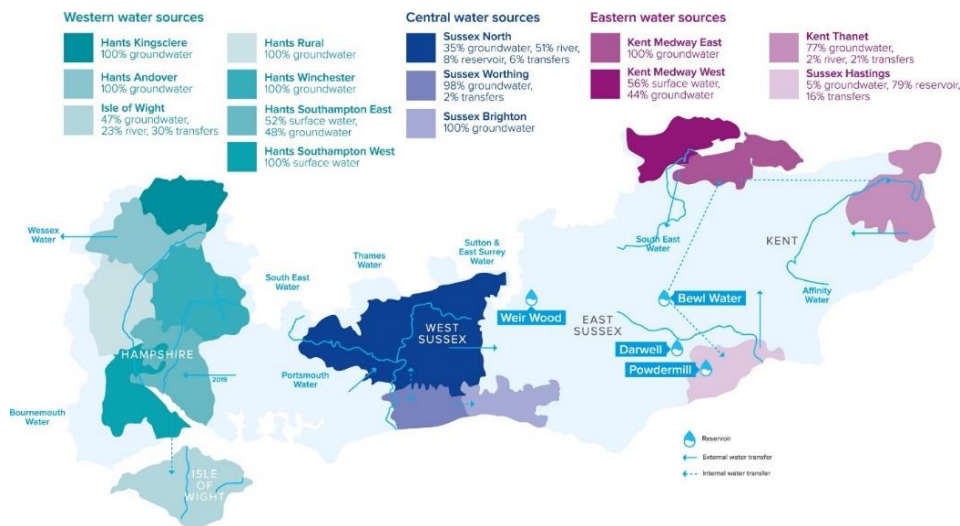 Western water sources
Hants Kingsclere
100% groundwater
Hants Andover
100% groundwater
Isle of Wight
47% groundwater,
23% river, 30% transfers
Hants Rural
100% groundwater
Hants Winchester
100% groundwater
Hants Southampton East
52% surface water,
48% groundwater
Hants Southampton West
100% surface water
Central water sources
Sussex North
35% groundwater, 51% river,
8% reservoir, 6% transfers
Sussex Worthing
98% groundwater,
2% transfers
Sussex Brighton
100% groundwater
Eastern water sources
Kent Medway East
100% groundwater
Kent Medway West
56% surface water,
44% groundwater
Kent Thanet
77% groundwater,
2% river, 21% transfers
Sussex Hastings
5% groundwater, 79% reservoir,
16% transfers
Wessex
Water
HAMPSHIRE
2019
Bournemouth
Water
ISLE
OF
WIGHT
South East
Water
Thames
Water
Sutton
& East Surrey
Water
Portsmouth
Water
WEST
SUSSEX
Weir Wood
South East
Water
KENT
Affinity
Water
Bewl Water
EAST
SUSSEX
Darwell
Powdermill
Reservoir
External water transfer
Internal water transfer